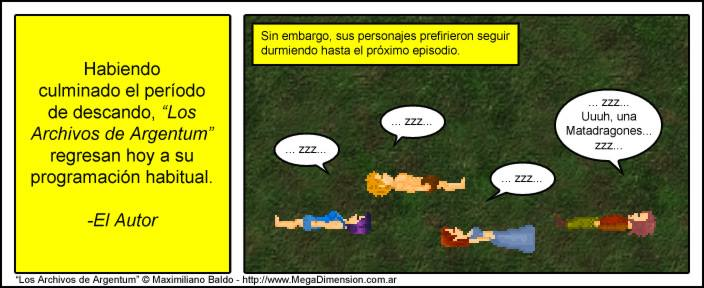 Habiendo
culminado el período
de descando, “Los
Archivos de Argentum”
regresan hoy a su
programación habitual.
-El Autor
Sin embargo, sus personajes prefirieron seguir
durmiendo hasta el próximo episodio.
... zzz...
... zzz...
... zzz...
... zzz...
Uuuh, una
Matadragones...
zzz...
“Los Archivos de Argentum” © Maximiliano Baldo - http://www.MegaDimension.com.ar